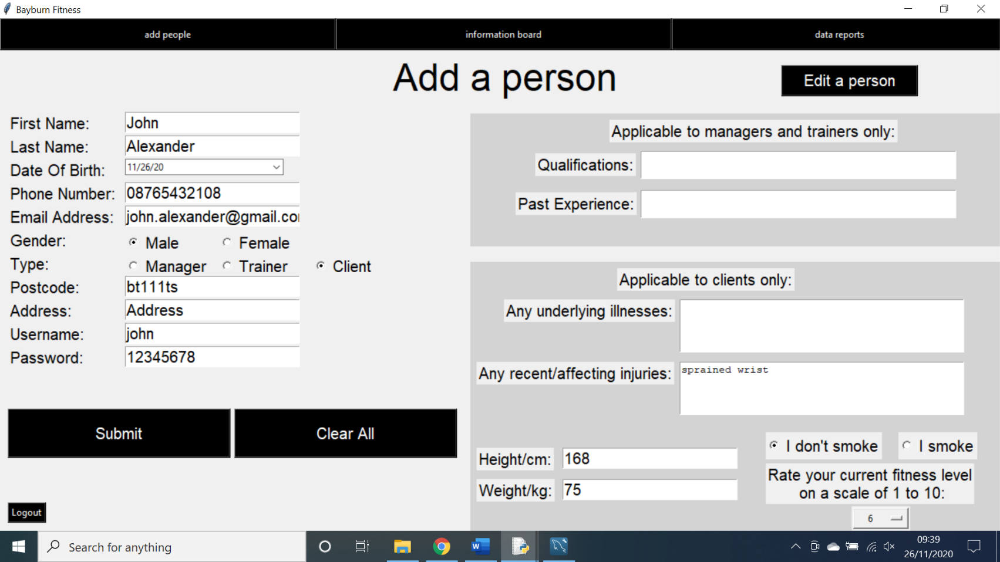 Bayburn Fitness
add people information board data reports
Add a person
Edit a person
First Name: John
Last Name: Alexander
Date Of Birth: 11/26/20
Phone Number: 08765432108
Email Address: john.alexander@gmail.co
Gender: Male Female
Type: Manager Trainer Client
Postcode: bt111ts
Address: Address
Username: john
Password: 12345678
Submit Clear All
Logout
Applicable to managers and trainers only:
Qualifications:
Past Experience:
Applicable to clients only:
Any underlying illnesses:
Any recent/affecting injuries: sprained wrist
I don't smoke I smoke
Height/cm: 168
Weight/kg: 75
Rate your current fitness level
on a scale of 1 to 10:
6
Search for anything
09:39
26/11/2020